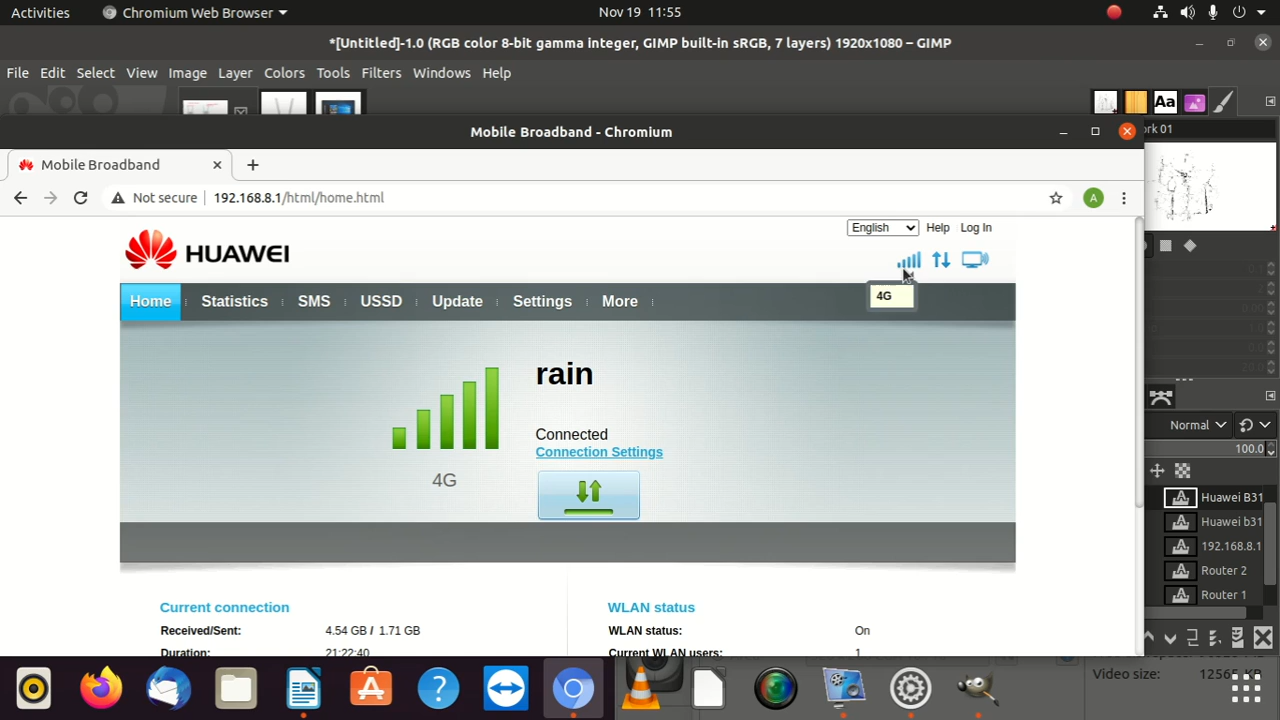 Activities
Chromium Web Browser
Nov 19 11:55
*[Untitled]-1.0 (RGB color 8-bit gamma integer, GIMP built-in sRGB, 7 layers) 1920x1080 – GIMP
File Edit Select View Image Layer Colors Tools Filters Windows Help
Aa
Mobile Broadband - Chromium
ork 01
Mobile Broadband
Not secure
192.168.8.1/html/home.html
A
HUAWEI
English
Help
Log In
4G
Home
Statistics
SMS
USSD
Update
Settings
More
rain
Connected
Connection Settings
4G
Normal
100.0
Huawei B31
Huawei b31
192.168.8.1
Router 2
Router 1
Current connection
WLAN status
Received/Sent: 4.54 GB / 1.71 GB
WLAN status: On
Duration: 21:22:40
Current WLAN users: 1
Video size: